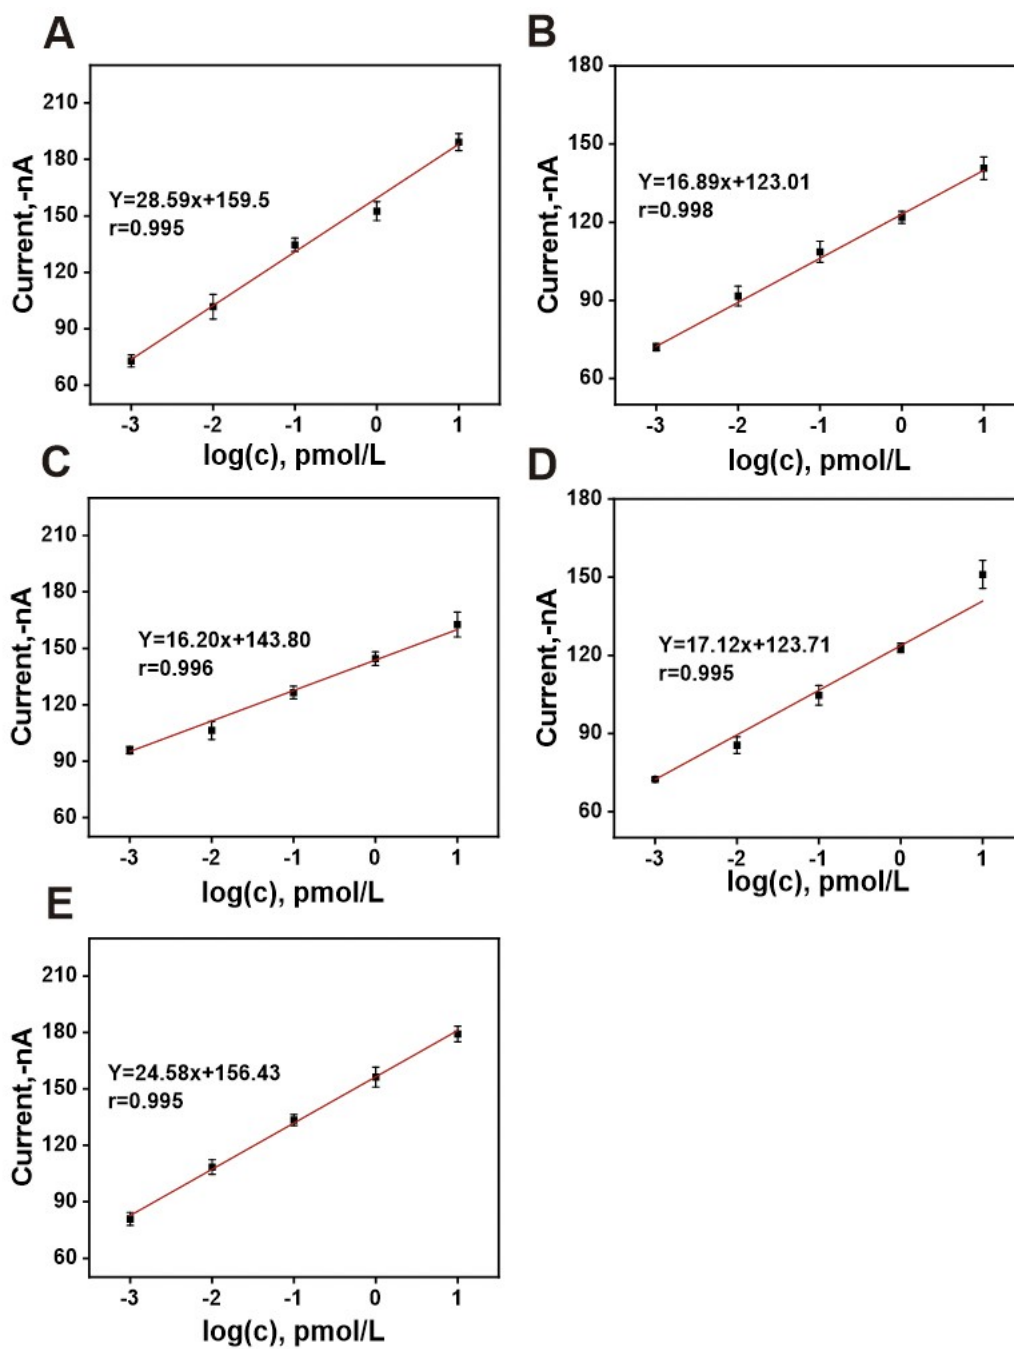 A
210
180
150
120
90
60
Current,-nA
Y=28.59x+159.5
r=0.995
-3 -2 -1 0 1
log(c), pmol/L
B
180
150
120
90
60
Current,-nA
Y=16.89x+123.01
r=0.998
-3 -2 -1 0 1
log(c), pmol/L
C
210
180
150
120
90
60
Current,-nA
Y=16.20x+143.80
r=0.996
-3 -2 -1 0 1
log(c), pmol/L
D
180
150
120
90
60
Current,-nA
Y=17.12x+123.71
r=0.995
-3 -2 -1 0 1
log(c), pmol/L
E
210
180
150
120
90
60
Current,-nA
Y=24.58x+156.43
r=0.995
-3 -2 -1 0 1
log(c), pmol/L